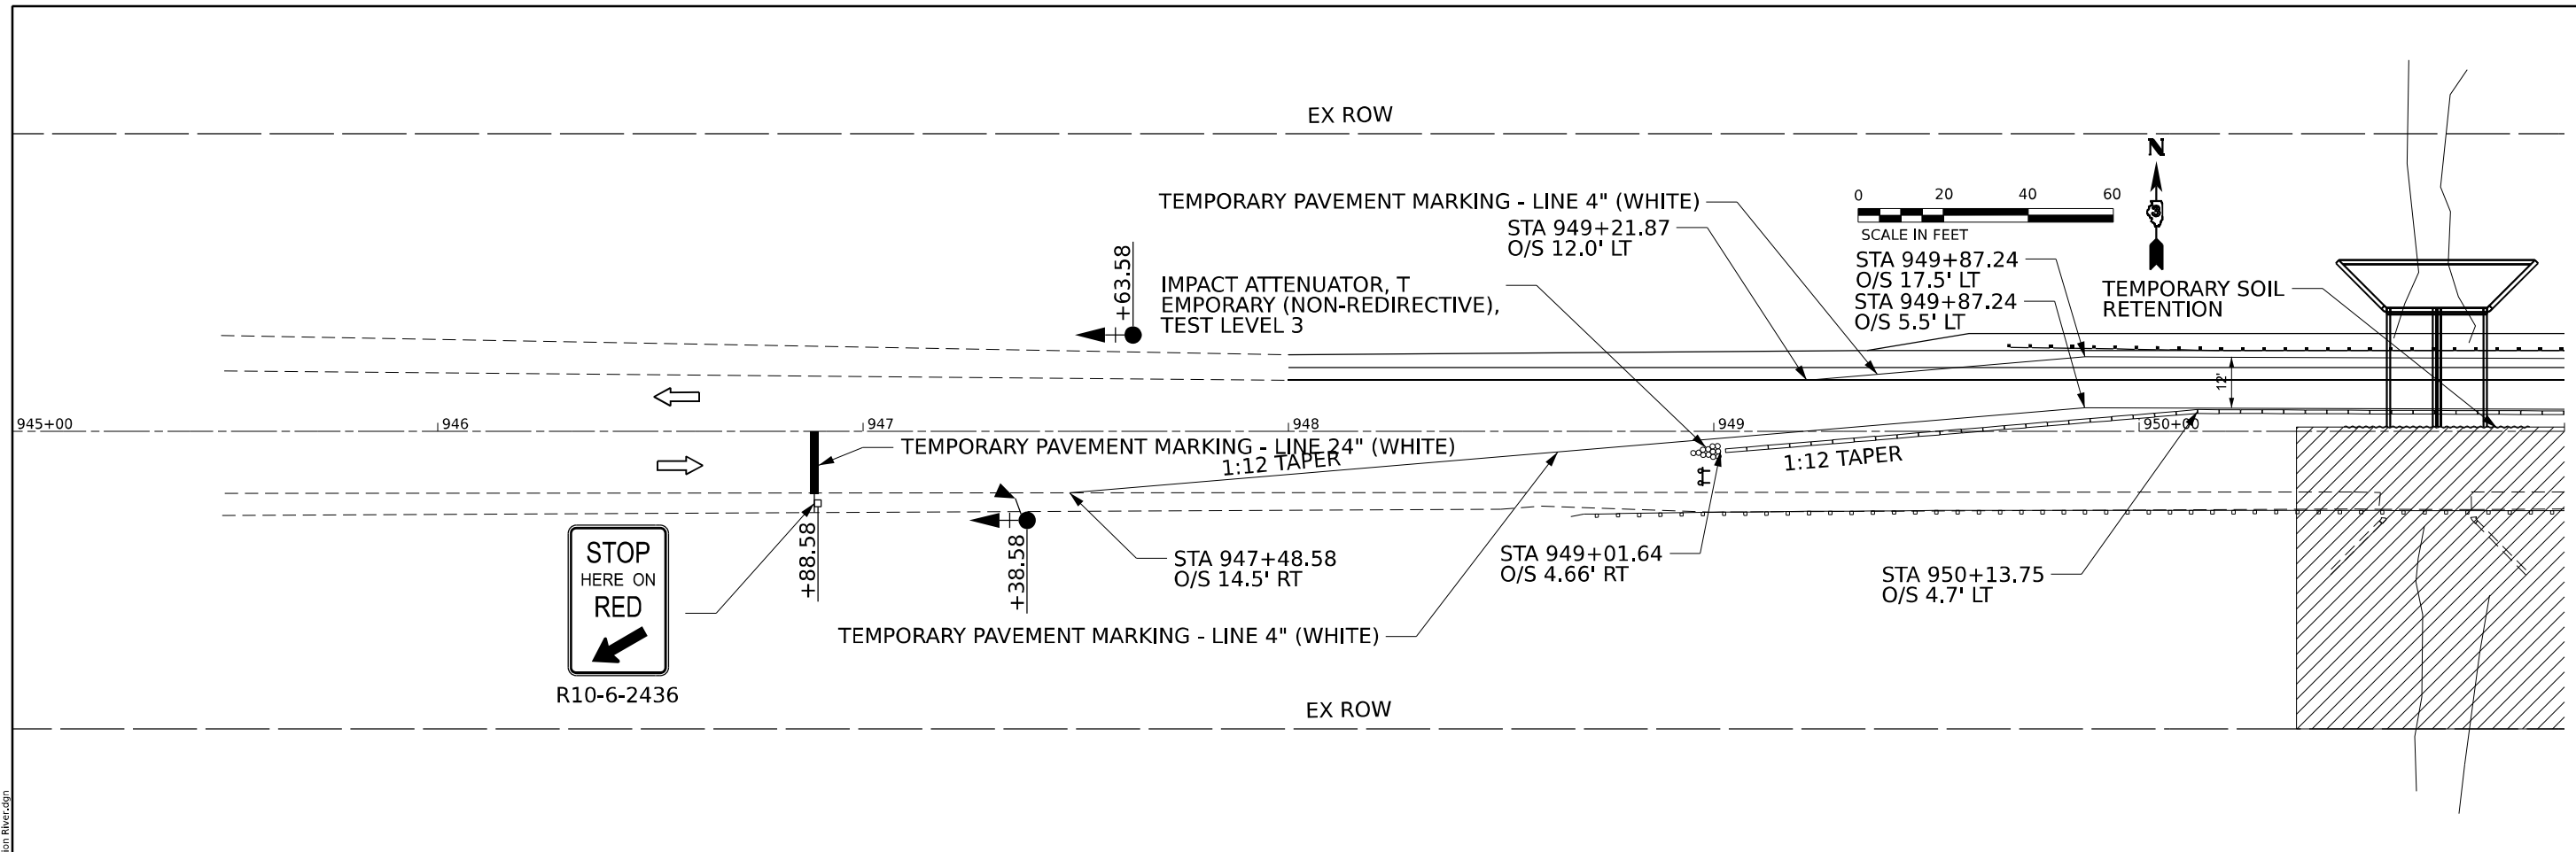 EX ROW
N
TEMPORARY PAVEMENT MARKING - LINE 4" (WHITE)
0 20 40 60
SCALE IN FEET
3
STA 949+21.87
O/S 12.0' LT
+63.58
IMPACT ATTENUATOR, T
EMPORARY (NON-REDIRECTIVE),
TEST LEVEL 3
STA 949+87.24
O/S 17.5' LT
STA 949+87.24
O/S 5.5' LT
TEMPORARY SOIL
RETENTION
12'
945+00 946 947 948 949 950+00
TEMPORARY PAVEMENT MARKING - LINE 24" (WHITE)
1:12 TAPER
1:12 TAPER
STOP
HERE ON
RED
R10-6-2436
+88.58
+38.58
STA 947+48.58
O/S 14.5' RT
STA 949+01.64
O/S 4.66' RT
STA 950+13.75
O/S 4.7' LT
TEMPORARY PAVEMENT MARKING - LINE 4" (WHITE)
EX ROW
ion River.dgn